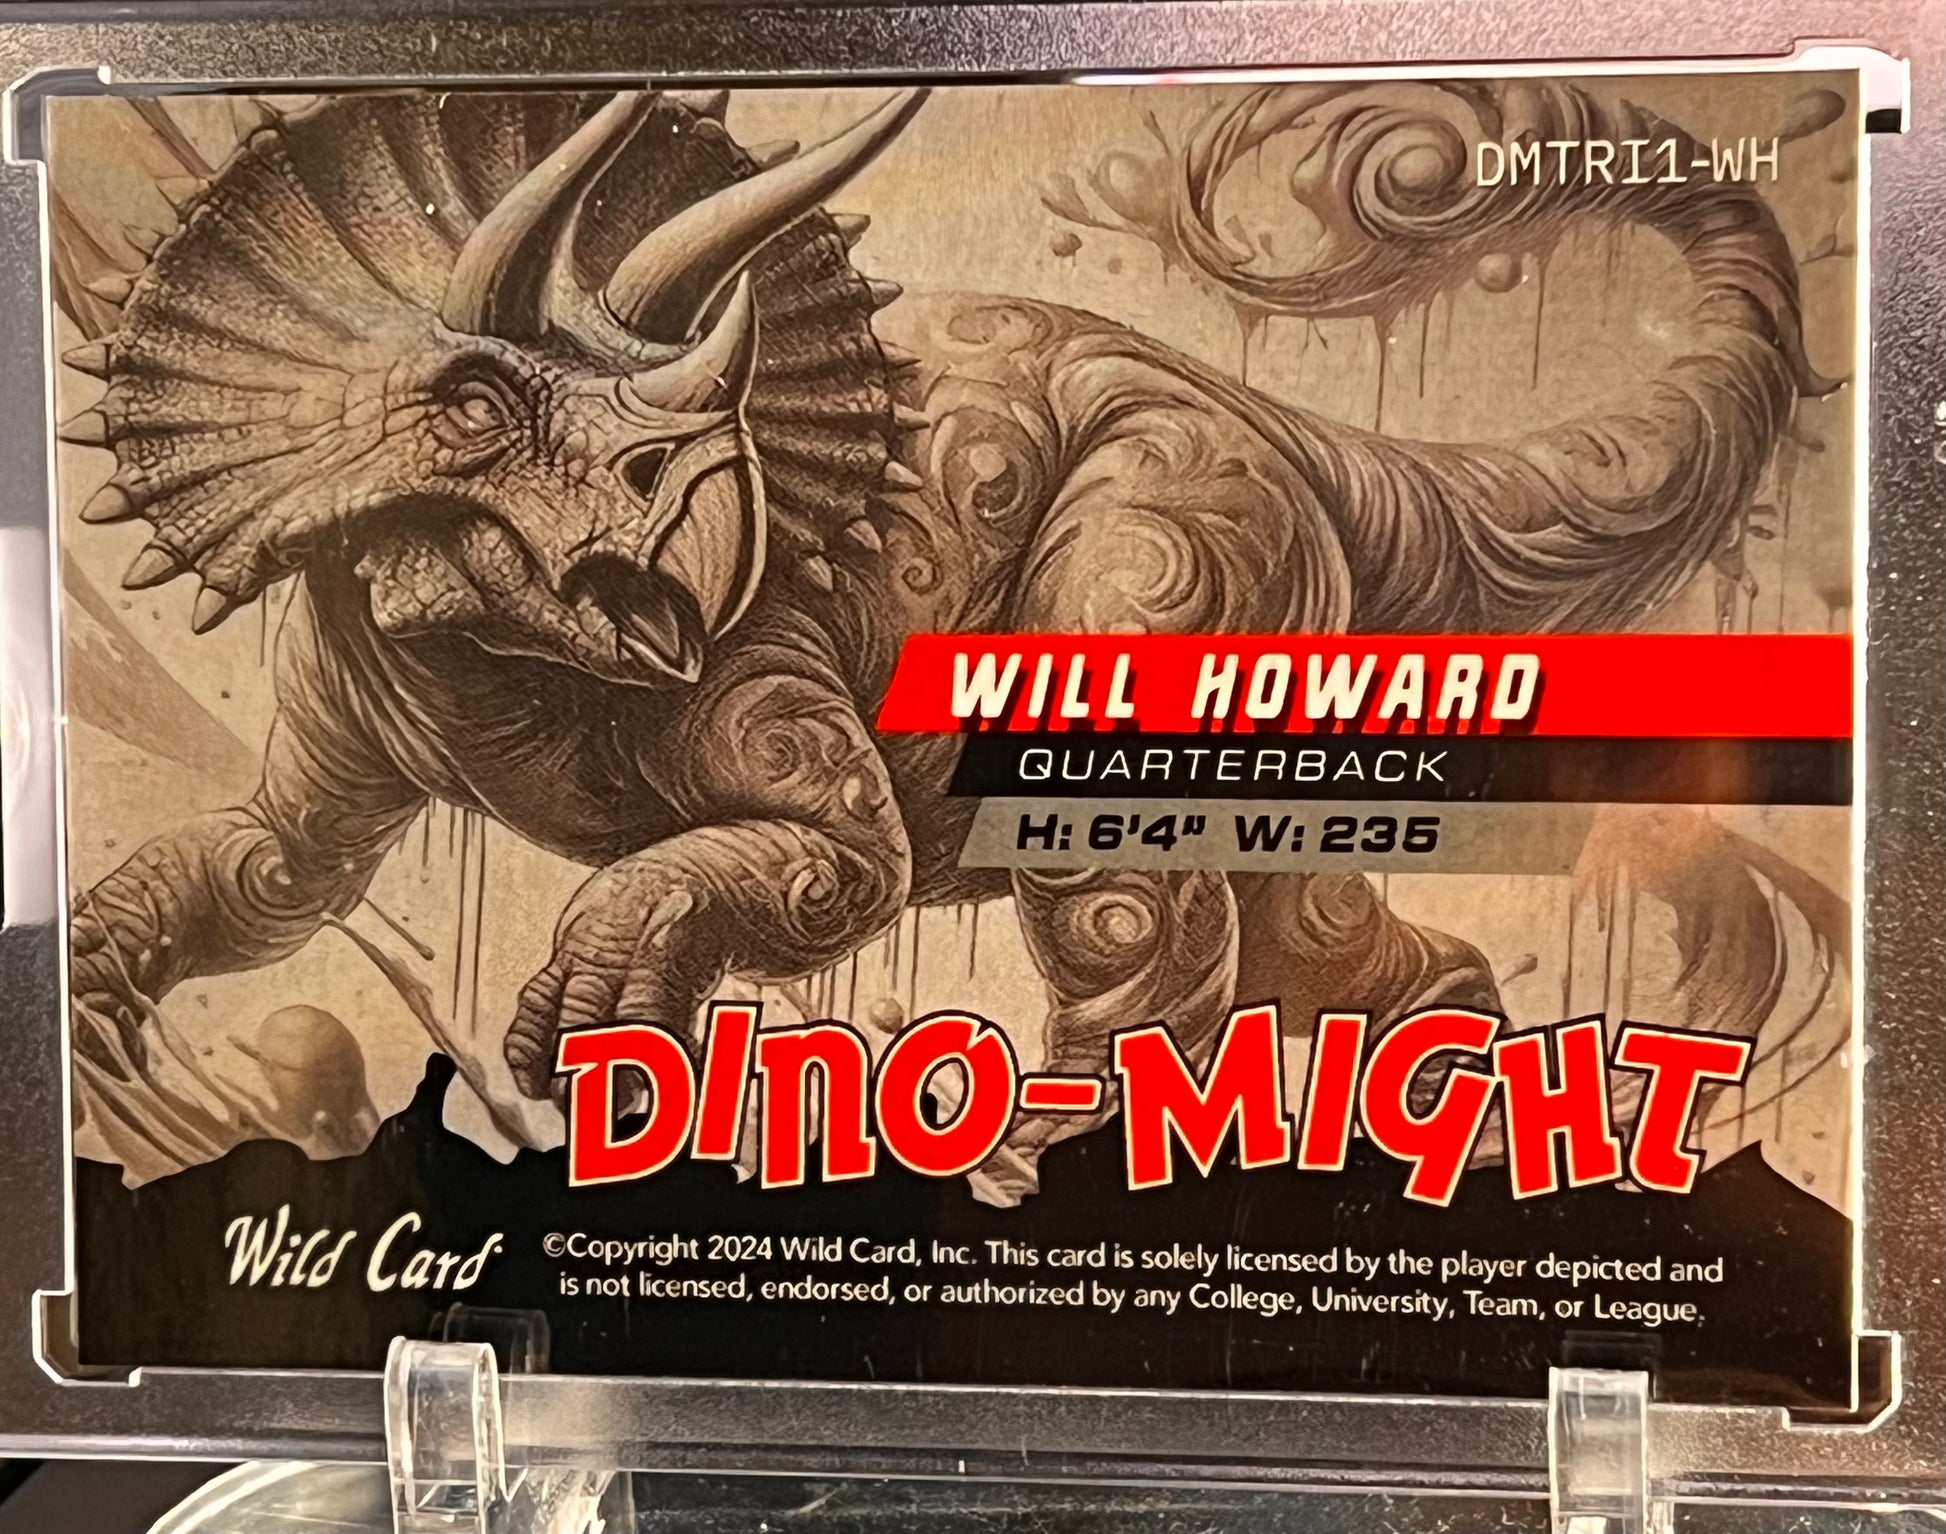 DMTRI1-WH
WILL HOWARD
QUARTERBACK
H: 6'4" W: 235
DINO-MIGHT
Wild Card
©Copyright 2024 Wild Card, Inc. This card is solely licensed by the player depicted and
is not licensed, endorsed, or authorized by any College, University, Team, or League.